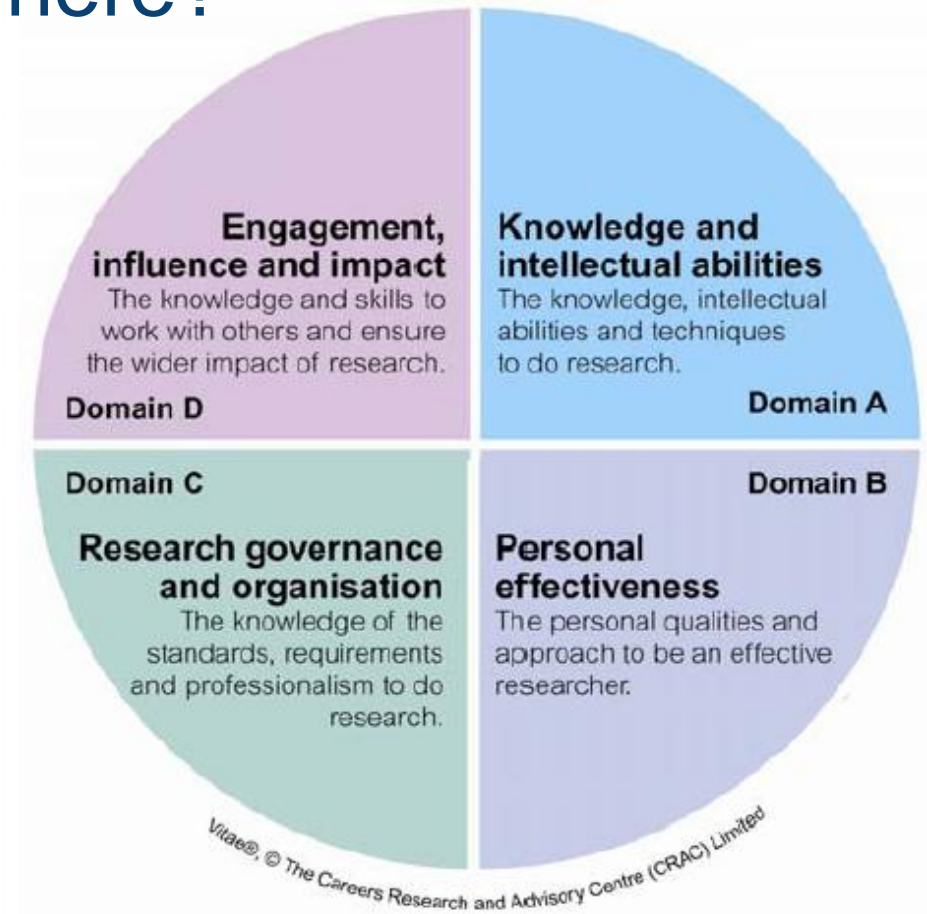 here?
Engagement,
influence and impact
The knowledge and skills to
work with others and ensure
the wider impact of research.
Domain D
Knowledge and
intellectual abilities
The knowledge, intellectual
abilities and techniques
to do research.
Domain A
Domain C
Research governance
and organisation
The knowledge of the
standards, requirements
and professionalism to do
research.
Domain B
Personal
effectiveness
The personal qualities and
approach to be an effective
researcher.
Vitae®, © The Careers Research and Advisory Centre (CRAC) Limited